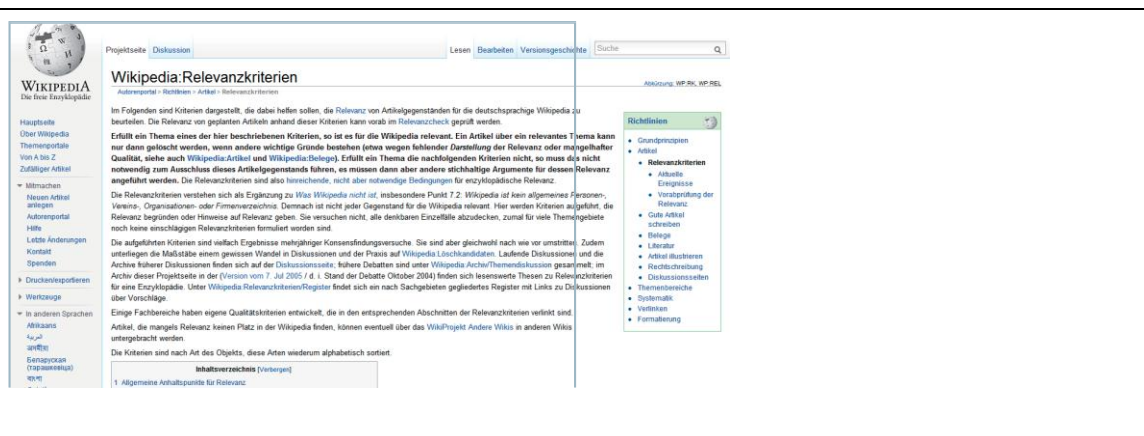 Projektseite Diskussion
Lesen Bearbeiten Versionsgeschichte
Suche
WIKIPEDIA
Die freie Enzyklopädie
Hauptseite
Über Wikipedia
Themenportale
Von A bis Z
Zufälliger Artikel
Mitmachen
Neuen Artikel
anlegen
Autorenportal
Hilfe
Letzte Änderungen
Kontakt
Spenden
Drucken/exportieren
Werkzeuge
In anderen Sprachen
Afrikaans
العربية
অসমীয়া
Беларуская
(тарашкевіца)
বাংলা
Wikipedia:Relevanzkriterien
Abkürzung: WP:RK, WP:REL
Autorenportal > Richtlinien > Artikel > Relevanzkriterien
Im Folgenden sind Kriterien dargestellt, die dabei helfen sollen, die Relevanz von Artikelgegenständen für die deutschsprachige Wikipedia zu
beurteilen. Die Relevanz von geplanten Artikeln anhand dieser Kriterien kann vorab im Relevanzcheck geprüft werden.
Erfüllt ein Thema eines der hier beschriebenen Kriterien, so ist es für die Wikipedia relevant. Ein Artikel über ein relevantes Thema kann
nur dann gelöscht werden, wenn andere wichtige Gründe bestehen (etwa wegen fehlender Darstellung der Relevanz oder mangelhafter
Qualität, siehe auch Wikipedia:Artikel und Wikipedia:Belege). Erfüllt ein Thema die nachfolgenden Kriterien nicht, so muss das nicht
notwendig zum Ausschluss dieses Artikelgegenstands führen, es müssen dann aber andere stichhaltige Argumente für dessen Relevanz
angeführt werden. Die Relevanzkriterien sind also hinreichende, nicht aber notwendige Bedingungen für enzyklopädische Relevanz.
Die Relevanzkriterien verstehen sich als Ergänzung zu Was Wikipedia nicht ist, insbesondere Punkt 7.2: Wikipedia ist kein allgemeines Personen-,
Vereins-, Organisationen- oder Firmenverzeichnis. Demnach ist nicht jeder Gegenstand für die Wikipedia relevant. Hier werden Kriterien aufgeführt, die
Relevanz begründen oder Hinweise auf Relevanz geben. Sie versuchen nicht, alle denkbaren Einzelfälle abzudecken, zumal für viele Themengebiete
noch keine einschlägigen Relevanzkriterien formuliert worden sind.
Die aufgeführten Kriterien sind vielfach Ergebnisse mehrjähriger Konsensfindungsversuche. Sie sind aber gleichwohl nach wie vor umstritten. Zudem
unterliegen die Maßstäbe einem gewissen Wandel in Diskussionen und der Praxis auf Wikipedia:Löschkandidaten. Laufende Diskussionen und die
Archive früherer Diskussionen finden sich auf der Diskussionsseite; frühere Debatten sind unter Wikipedia:Archiv/Themendiskussion gesammelt; im
Archiv dieser Projektseite in der (Version vom 7. Jul 2005 / d. i. Stand der Debatte Oktober 2004) finden sich lesenswerte Thesen zu Relevanzkriterien
für eine Enzyklopädie. Unter Wikipedia:Relevanzkriterien/Register findet sich ein nach Sachgebieten gegliedertes Register mit Links zu Diskussionen
über Vorschläge.
Einige Fachbereiche haben eigene Qualitätskriterien entwickelt, die in den entsprechenden Abschnitten der Relevanzkriterien verlinkt sind.
Artikel, die mangels Relevanz keinen Platz in der Wikipedia finden, können eventuell über das WikiProjekt Andere Wikis in anderen Wikis
untergebracht werden.
Die Kriterien sind nach Art des Objekts, diese Arten wiederum alphabetisch sortiert.
Inhaltsverzeichnis [Verbergen]
1 Allgemeine Anhaltspunkte für Relevanz
Richtlinien
Grundprinzipien
Artikel
Relevanzkriterien
Aktuelle
Ereignisse
Vorabprüfung der
Relevanz
Gute Artikel
schreiben
Belege
Literatur
Artikel illustrieren
Rechtschreibung
Diskussionsseiten
Themenbereiche
Systematik
Verlinken
Formatierung